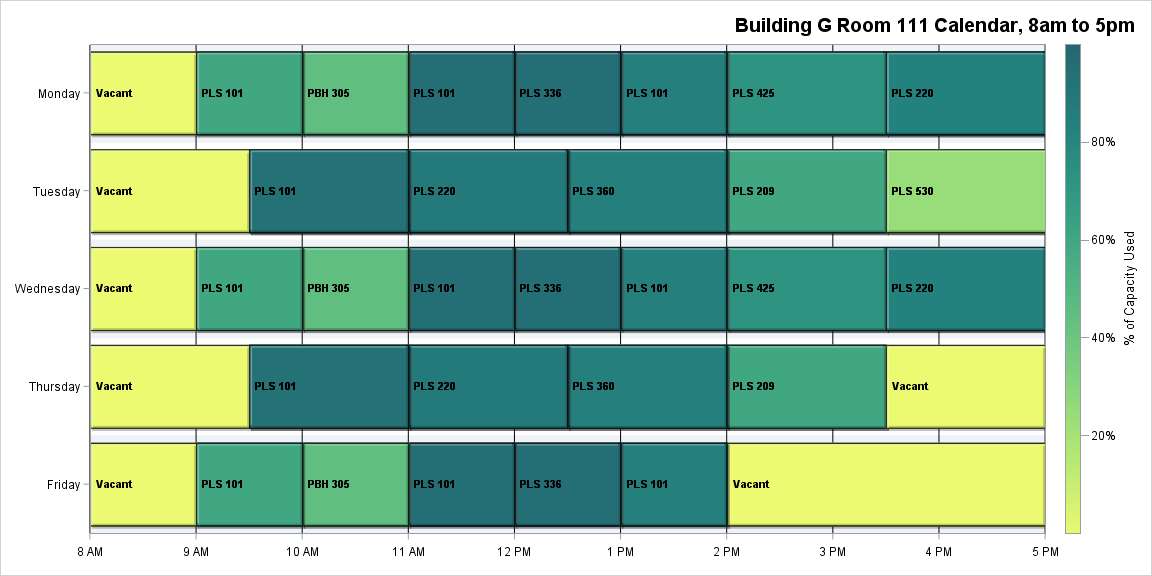 Building G Room 111 Calendar, 8am to 5pm
Monday
Vacant
PLS 101
PBH 305
PLS 101
PLS 336
PLS 101
PLS 425
PLS 220
Tuesday
Vacant
PLS 101
PLS 220
PLS 360
PLS 209
PLS 530
Wednesday
Vacant
PLS 101
PBH 305
PLS 101
PLS 336
PLS 101
PLS 425
PLS 220
Thursday
Vacant
PLS 101
PLS 220
PLS 360
PLS 209
Vacant
Friday
Vacant
PLS 101
PBH 305
PLS 101
PLS 336
PLS 101
Vacant
8 AM
9 AM
10 AM
11 AM
12 PM
1 PM
2 PM
3 PM
4 PM
5 PM
80%
60%
40%
20%
% of Capacity Used